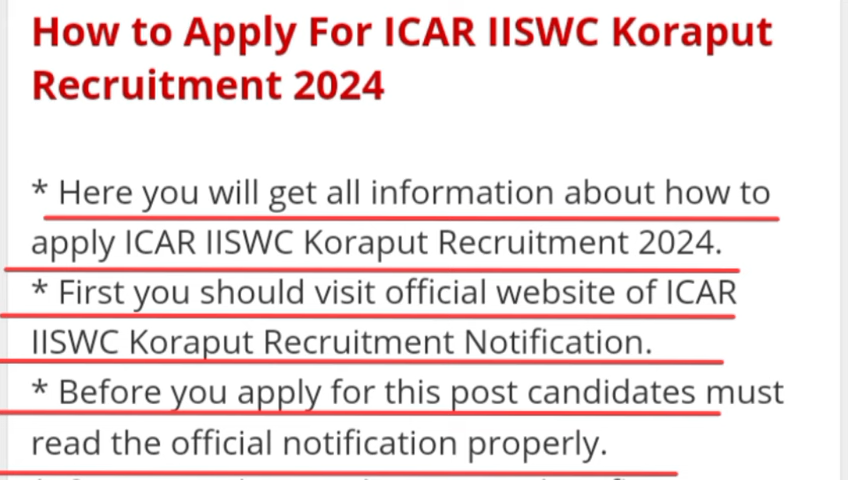 How to Apply For ICAR IISWC Koraput
Recruitment 2024
* Here you will get all information about how to
apply ICAR IISWC Koraput Recruitment 2024.
* First you should visit official website of ICAR
IISWC Koraput Recruitment Notification.
* Before you apply for this post candidates must
read the official notification properly.